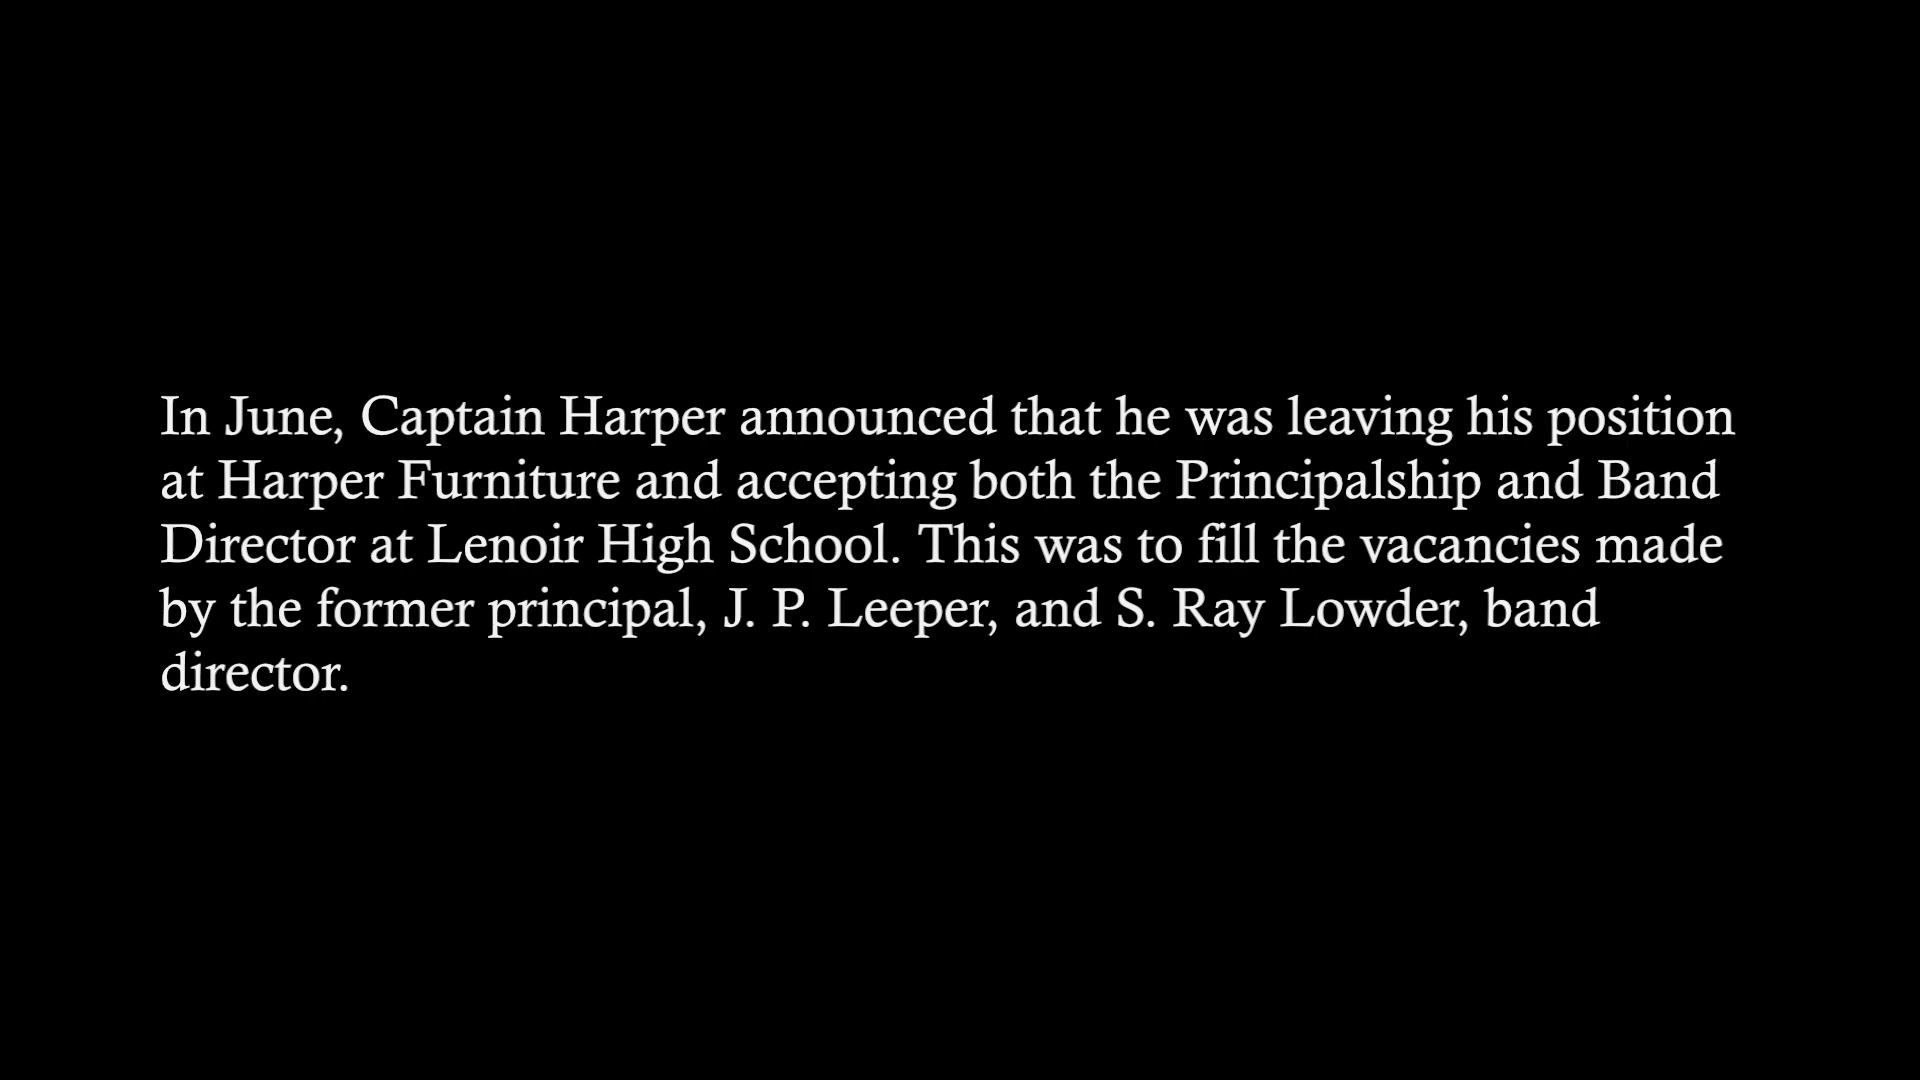 In June, Captain Harper announced that he was leaving his position
at Harper Furniture and accepting both the Principalship and Band
Director at Lenoir High School. This was to fill the vacancies made
by the former principal, J. P. Leeper, and S. Ray Lowder, band
director.